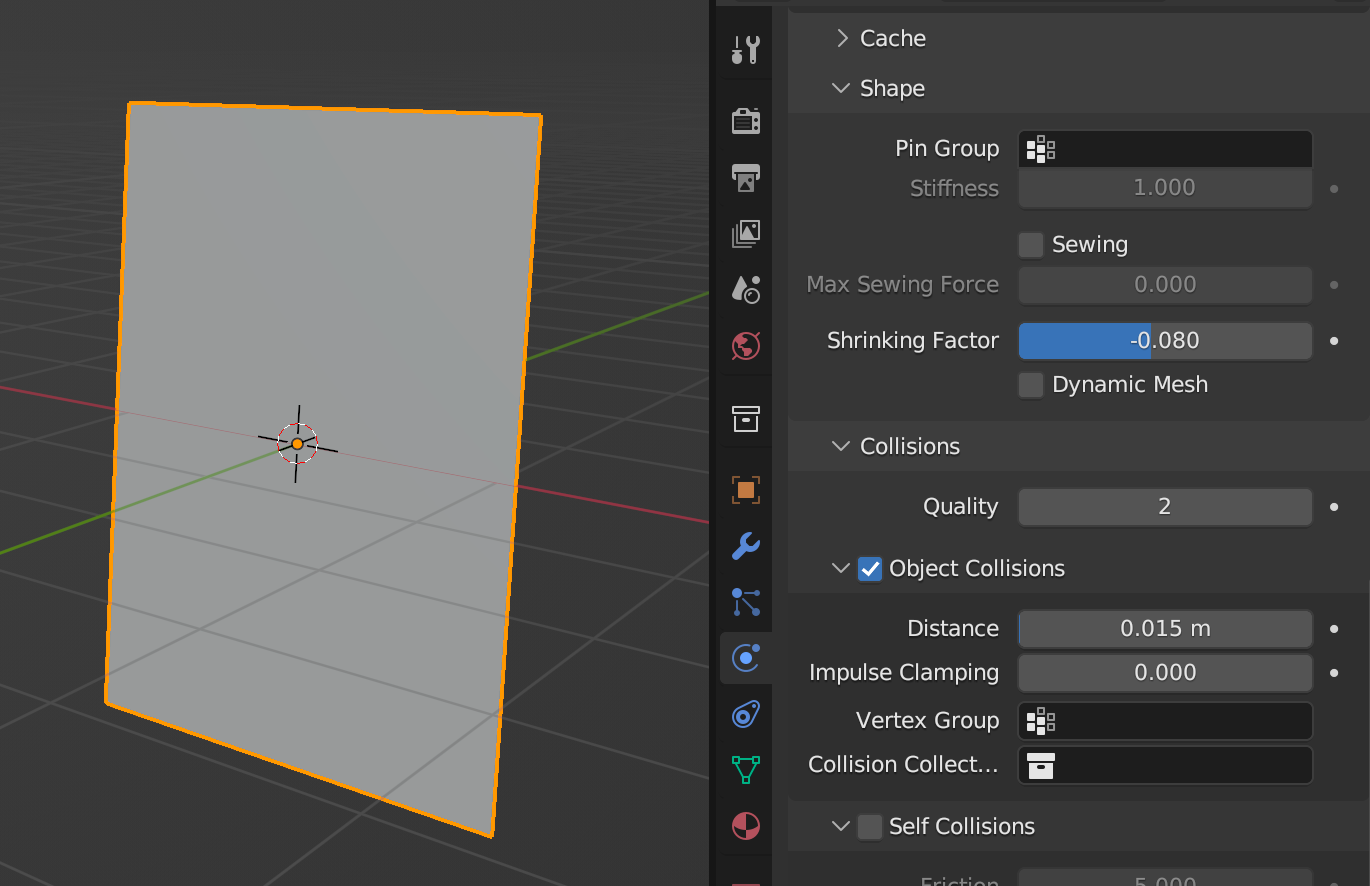 Cache
Shape
Pin Group
Stiffness 1.000
Sewing
Max Sewing Force 0.000
Shrinking Factor -0.080
Dynamic Mesh
Collisions
Quality 2
Object Collisions
Distance 0.015 m
Impulse Clamping 0.000
Vertex Group
Collision Collect...
Self Collisions
Friction 5.000